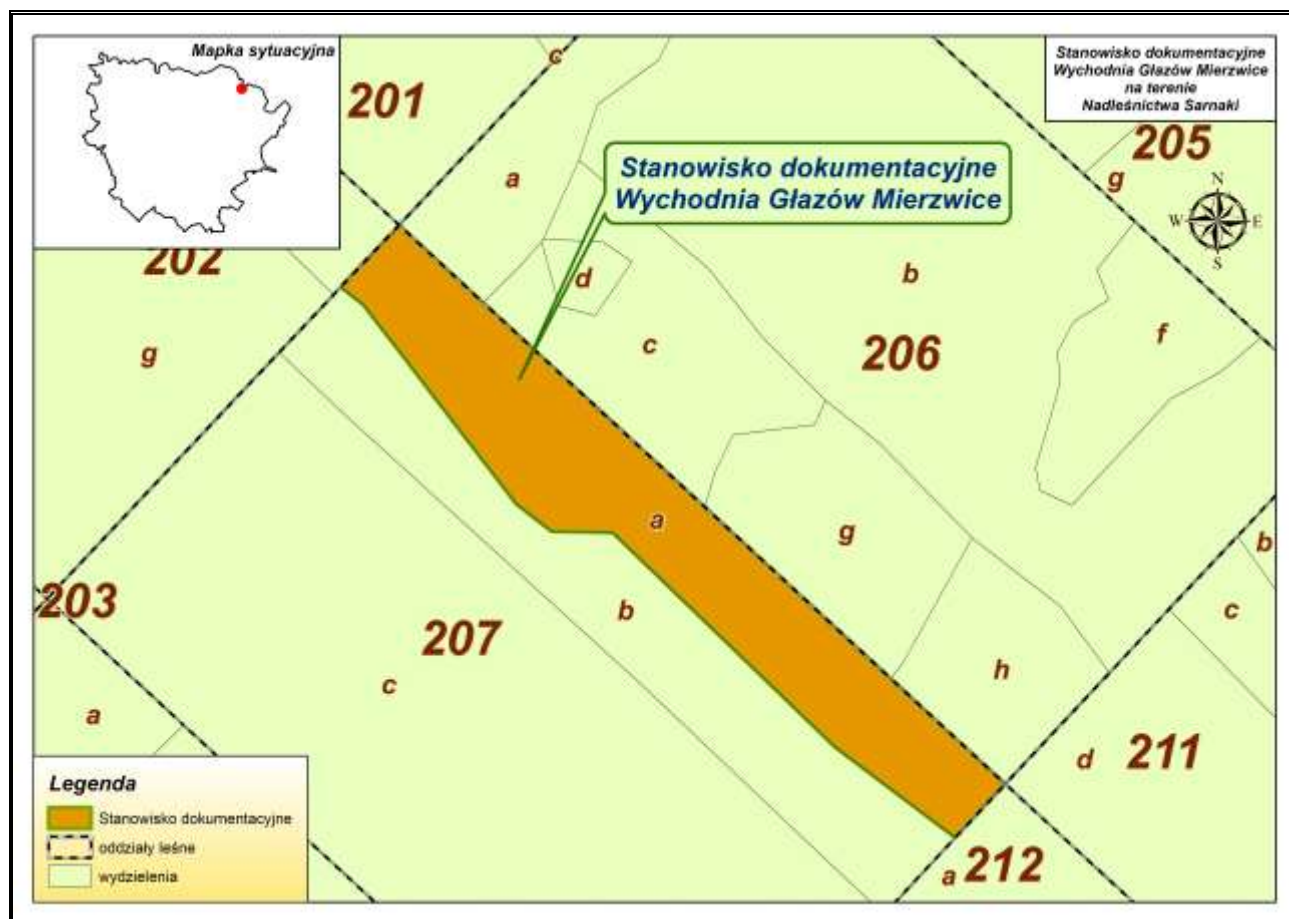 Mapka sytuacyjna
Stanowisko dokumentacyjne
Wychodnia Głazów Mierzwice
na terenie
Nadleśnictwa Sarnaki
c
201
205
a
g
Stanowisko dokumentacyjne
Wychodnia Głazów Mierzwice
N
W
E
S
202
d
b
g
c
206
f
a
g
b
203
207
b
c
c
h
a
d
211
a
212
Legenda
Stanowisko dokumentacyjne
oddziały leśne
wydzielenia